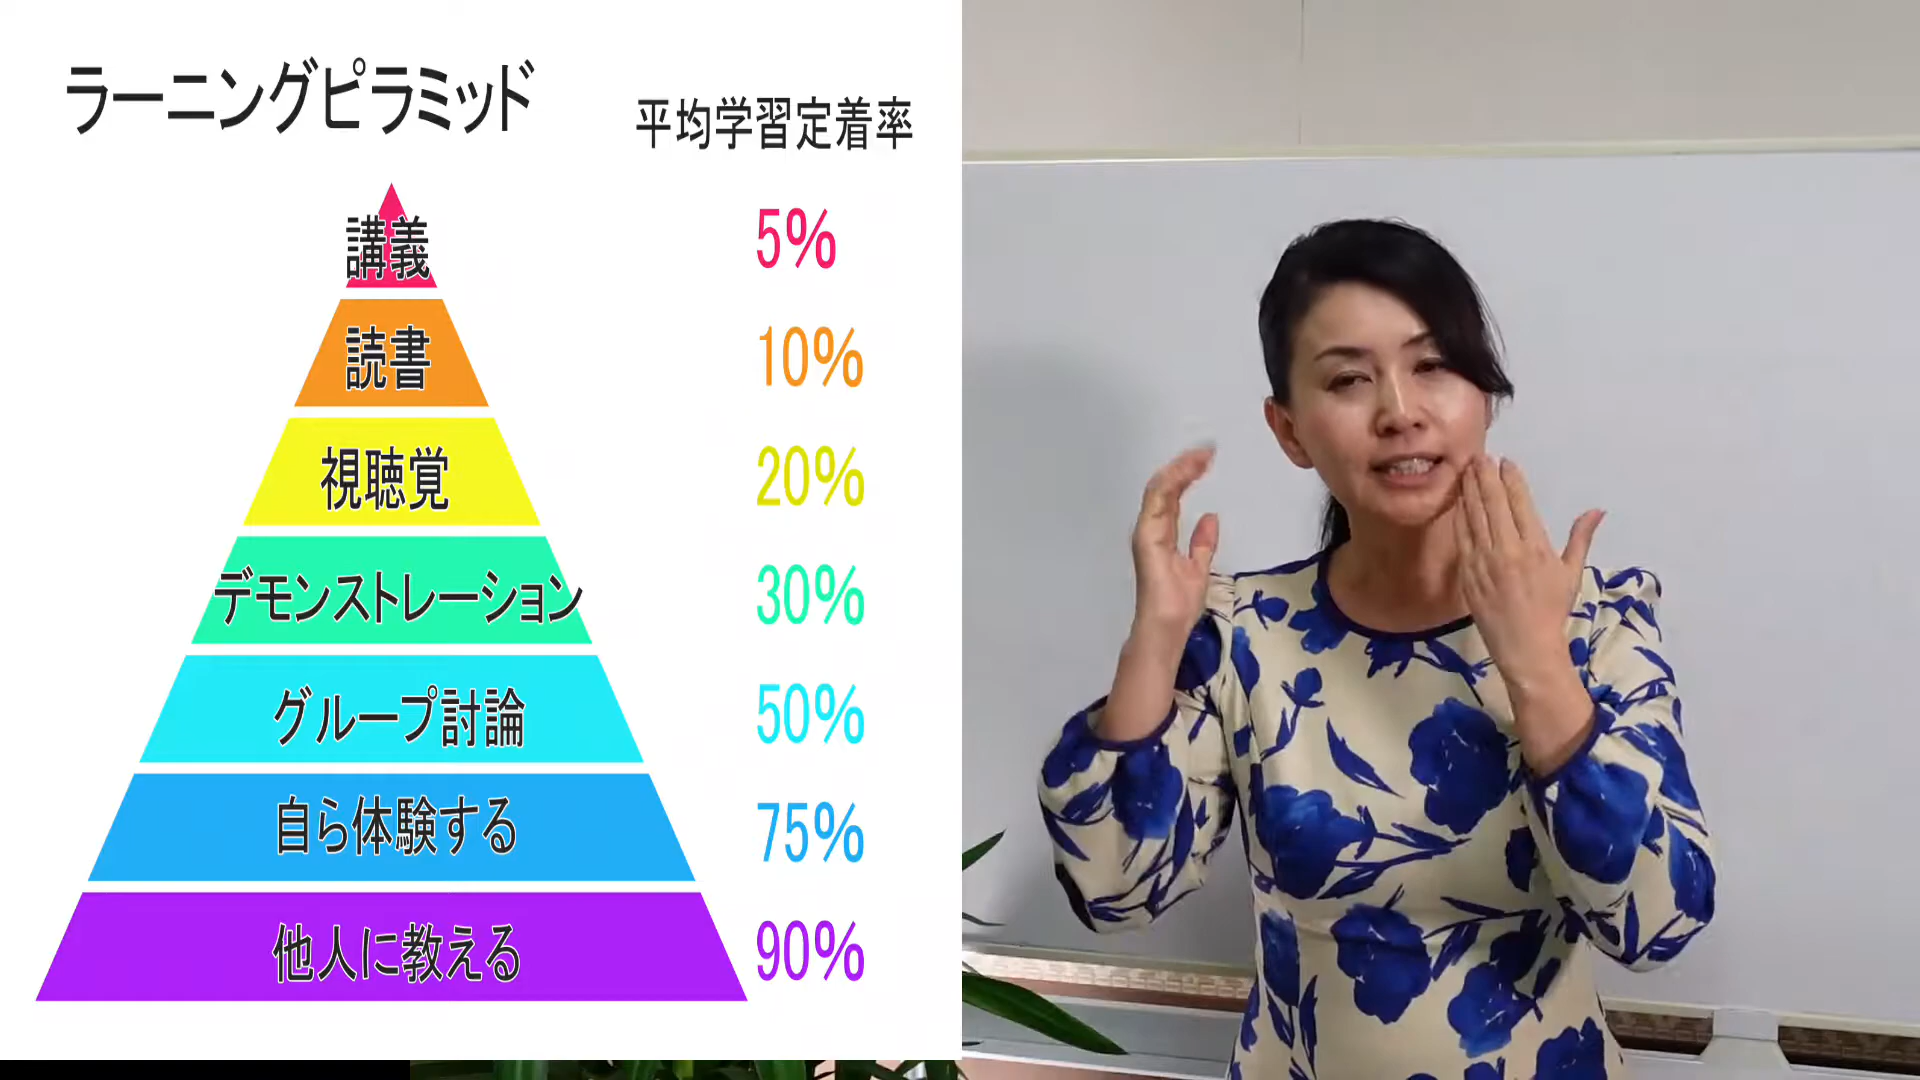 ラーニングピラミッド
平均学習定着率
講義 5%
読書 10%
視聴覚 20%
デモンストレーション 30%
グループ討論 50%
自ら体験する 75%
他人に教える 90%